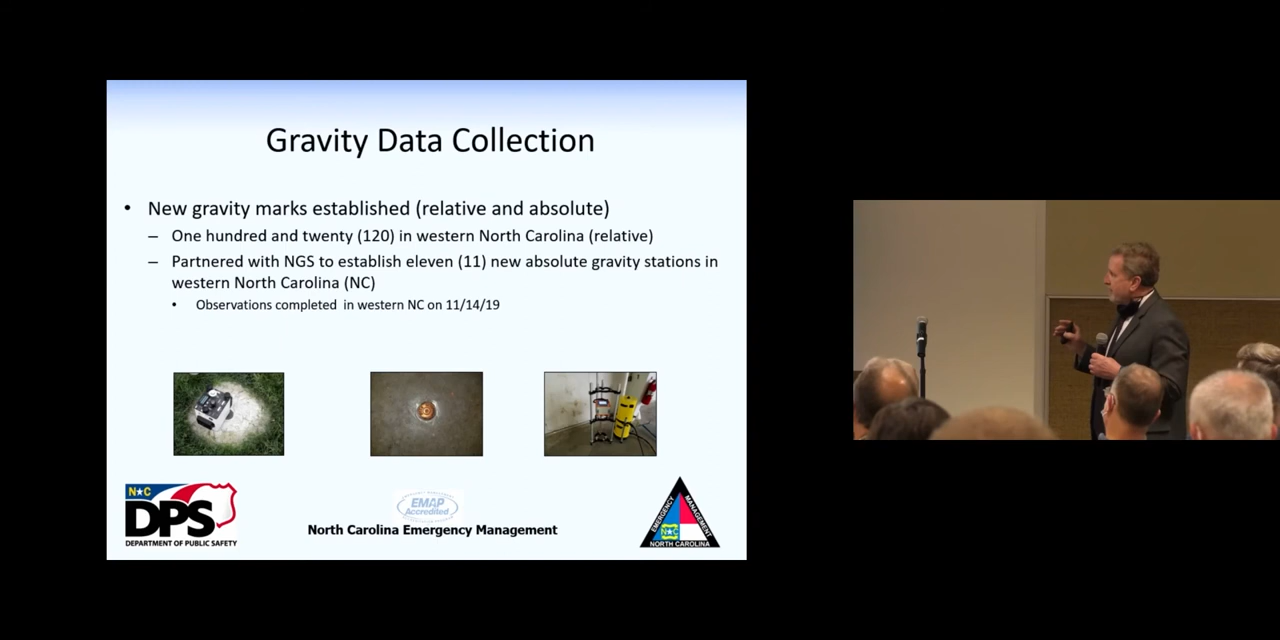 Gravity Data Collection
• New gravity marks established (relative and absolute)
– One hundred and twenty (120) in western North Carolina (relative)
– Partnered with NGS to establish eleven (11) new absolute gravity stations in
western North Carolina (NC)
• Observations completed in western NC on 11/14/19
N★C
DPS
DEPARTMENT OF PUBLIC SAFETY
EMAP
Accredited
North Carolina Emergency Management
EMERGENCY
MANAGEMENT
N★C
NORTH CAROLINA